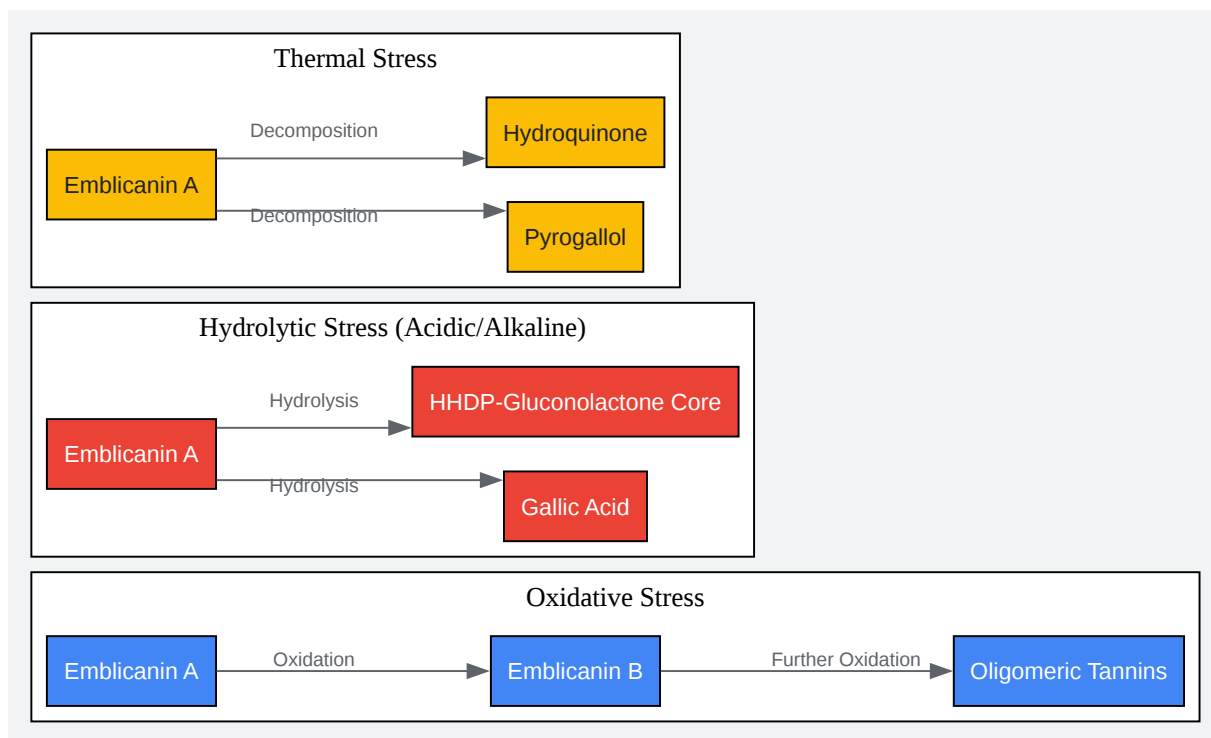 Thermal Stress
Decomposition
Hydroquinone
Emblicanin A
Decomposition
Pyrogallol
Hydrolytic Stress (Acidic/Alkaline)
Hydrolysis
HHDP-Gluconolactone Core
Emblicanin A
Hydrolysis
Gallic Acid
Oxidative Stress
Emblicanin A
Oxidation
Emblicanin B
Further Oxidation
Oligomeric Tannins